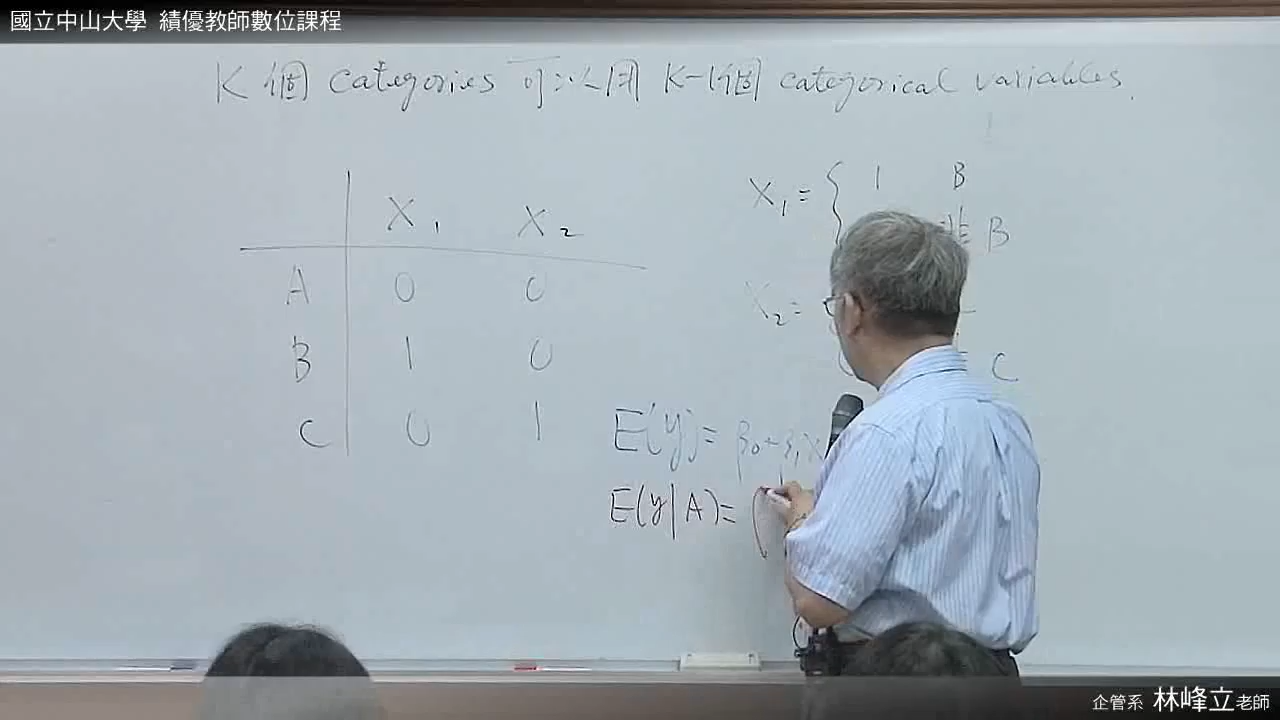 國立中山大學 績優教師數位課程
K 個 categories 可以用 K-1個 categorical variables.
X₁ X₂
A 0 0
B 1 0
C 0 1
X₁ = { 1 B
非 B
X₂ =
C
E(y) = β₀ + β₁X
E(y|A) =
企管系 林峰立老師